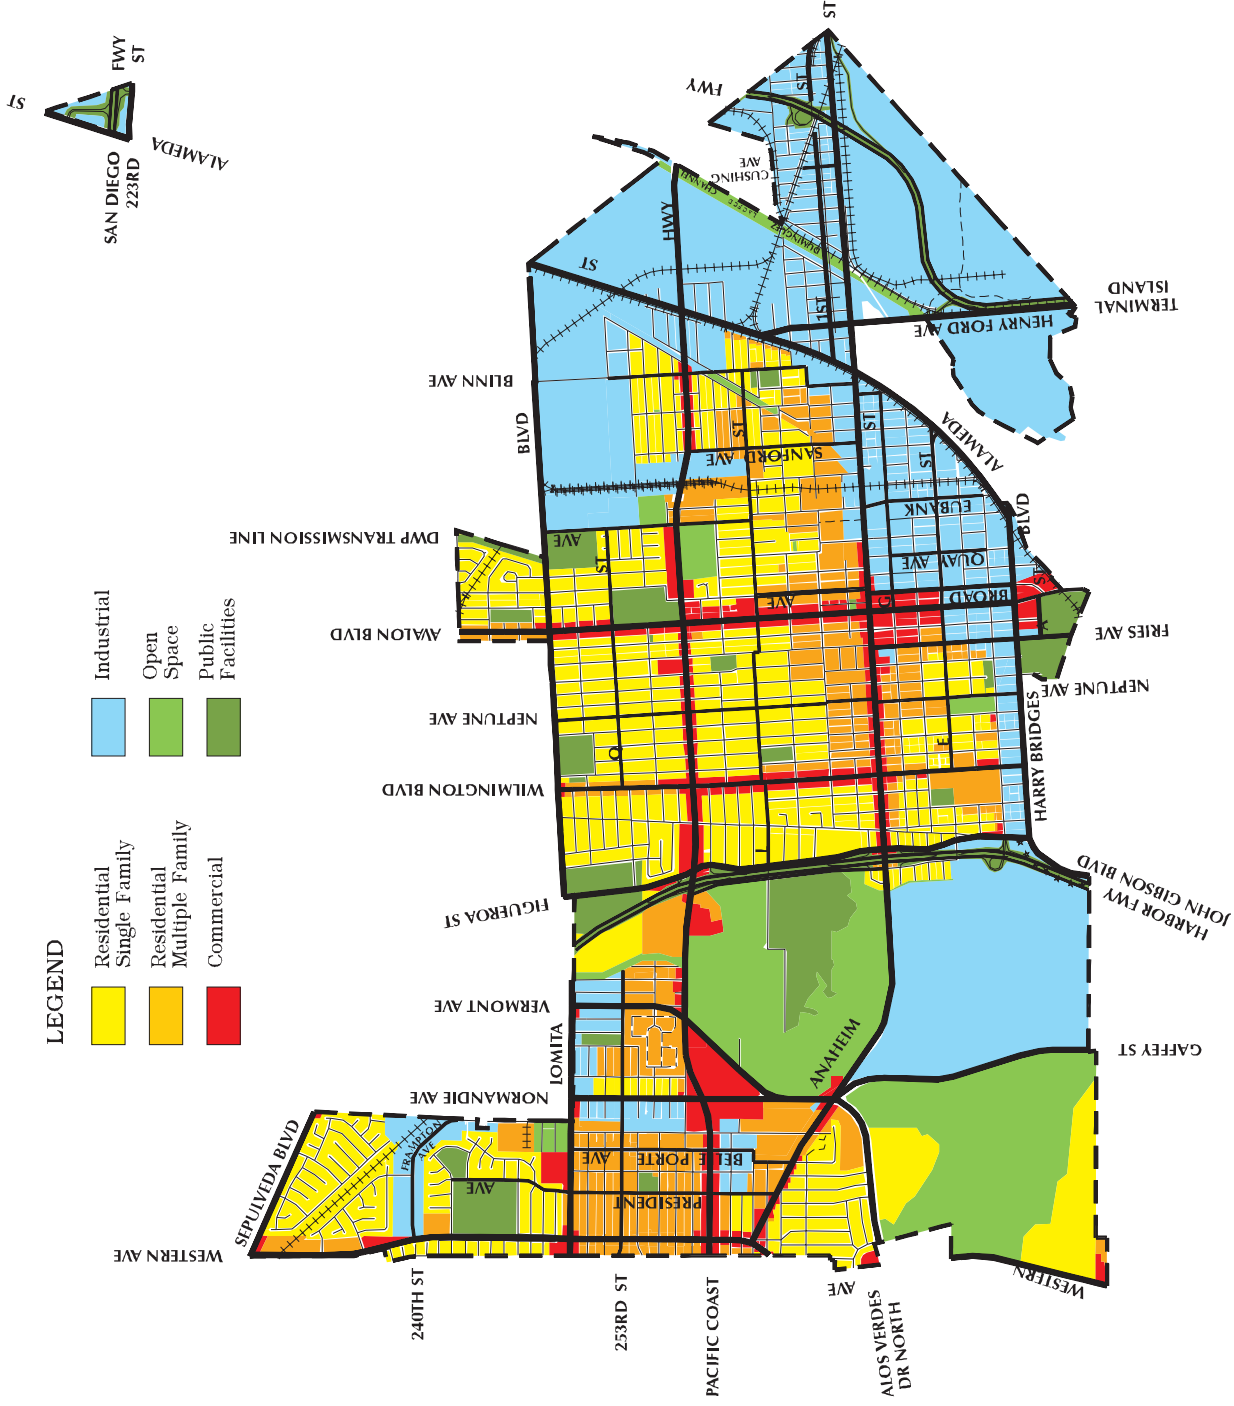 LEGEND
Residential
Single Family
Residential
Multiple Family
Commercial
Industrial
Open
Space
Public
Facilities
ST
FWY
ST
SAN DIEGO
223RD
ALAMEDA
SEPULVEDA BLVD
WESTERN AVE
240TH ST
253RD ST
PACIFIC COAST
HWY
AVE
ALOS VERDES
DR NORTH
WESTERN
FRAMPTON
AVE
AVE
PRESIDENT
AVE
BELLE PORTE
NORMANDIE AVE
LOMITA
BLVD
VERMONT AVE
FIGUEROA ST
ANAHEIM
ST
GAFFEY ST
HARBOR FWY
JOHN GIBSON BLVD
WILMINGTON BLVD
NEPTUNE AVE
AVALON BLVD
DWP TRANSMISSION LINE
BLINN AVE
Q
ST
AVE
L
ST
E
ST
G
ST
A
ST
AVE
BROAD
QUAY AVE
EUBANK
SANFORD AVE
HARRY BRIDGES
BLVD
NEPTUNE AVE
FRIES AVE
ALAMEDA
ST
HENRY FORD AVE
TERMINAL
ISLAND
FWY
1ST
ST
CUSHING
AVE
DOMINGUEZ
CHANNEL